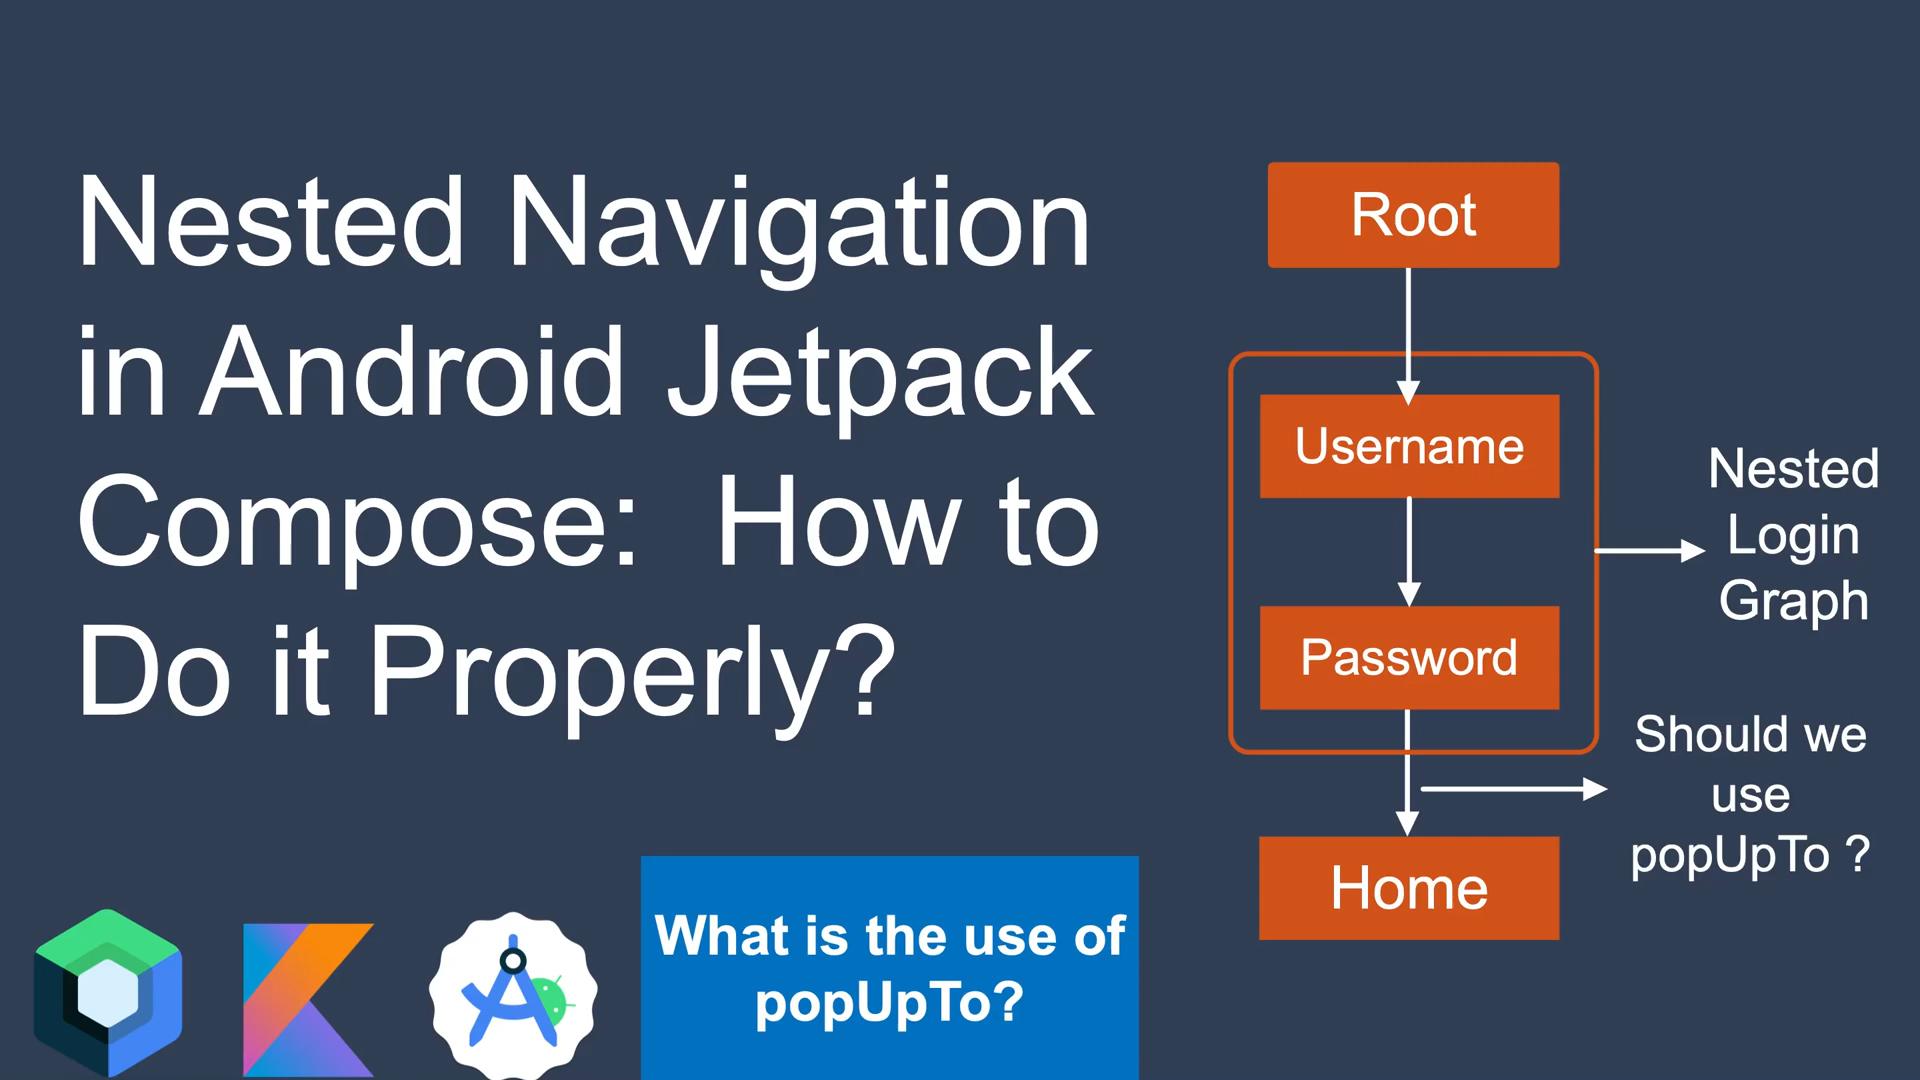 Nested Navigation
in Android Jetpack
Compose:  How to
Do it Properly?
Root
Username
Password
Home
Nested
Login
Graph
Should we
use
popUpTo ?
What is the use of
popUpTo?